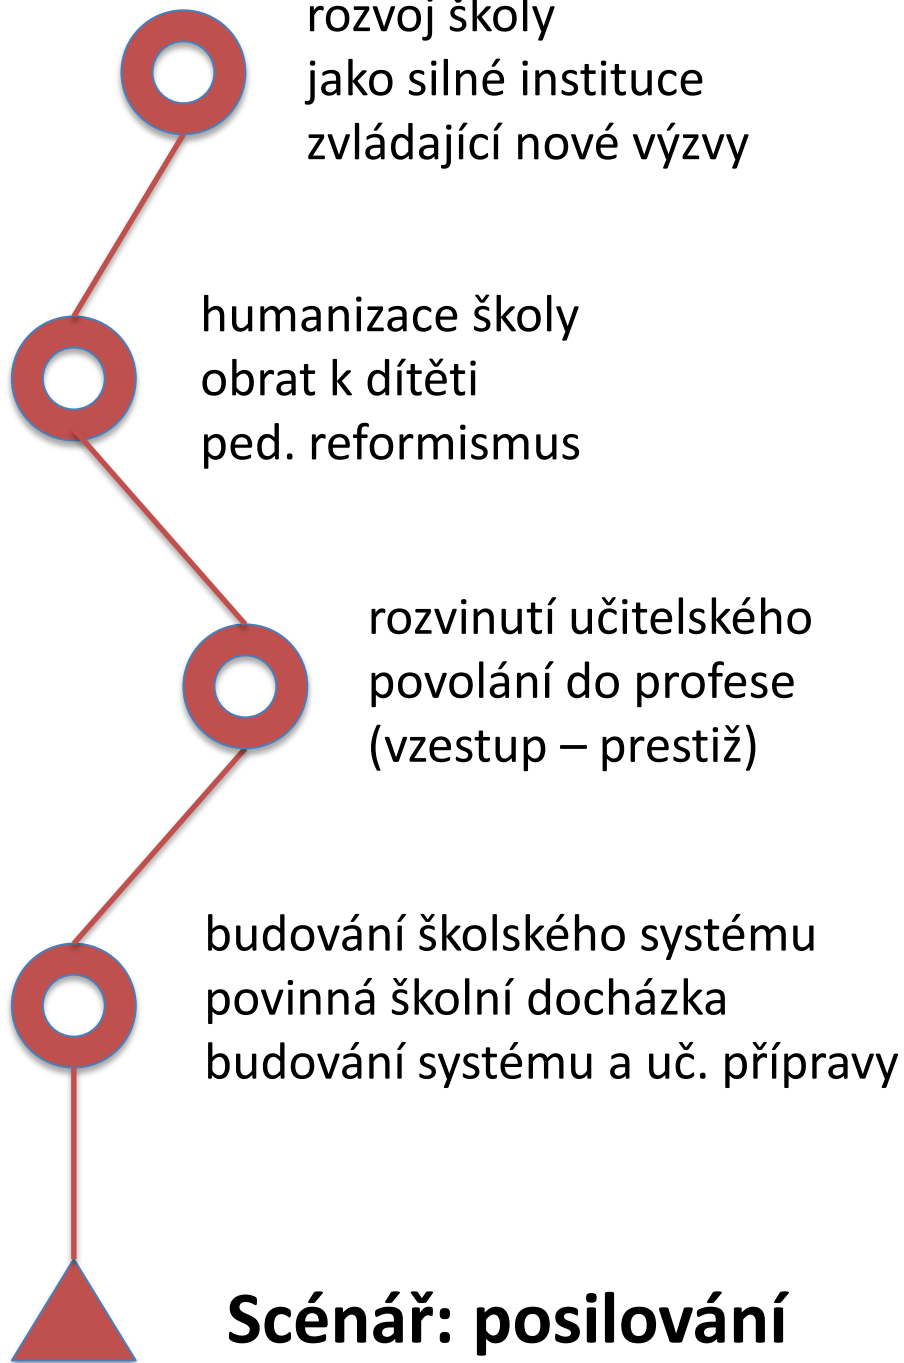 rozvoj školy
jako silné instituce
zvládající nové výzvy
humanizace školy
obrat k dítěti
ped. reformismus
rozvinutí učitelského
povolání do profese
(vzestup – prestiž)
budování školského systému
povinná školní docházka
budování systému a uč. přípravy
Scénář: posilování